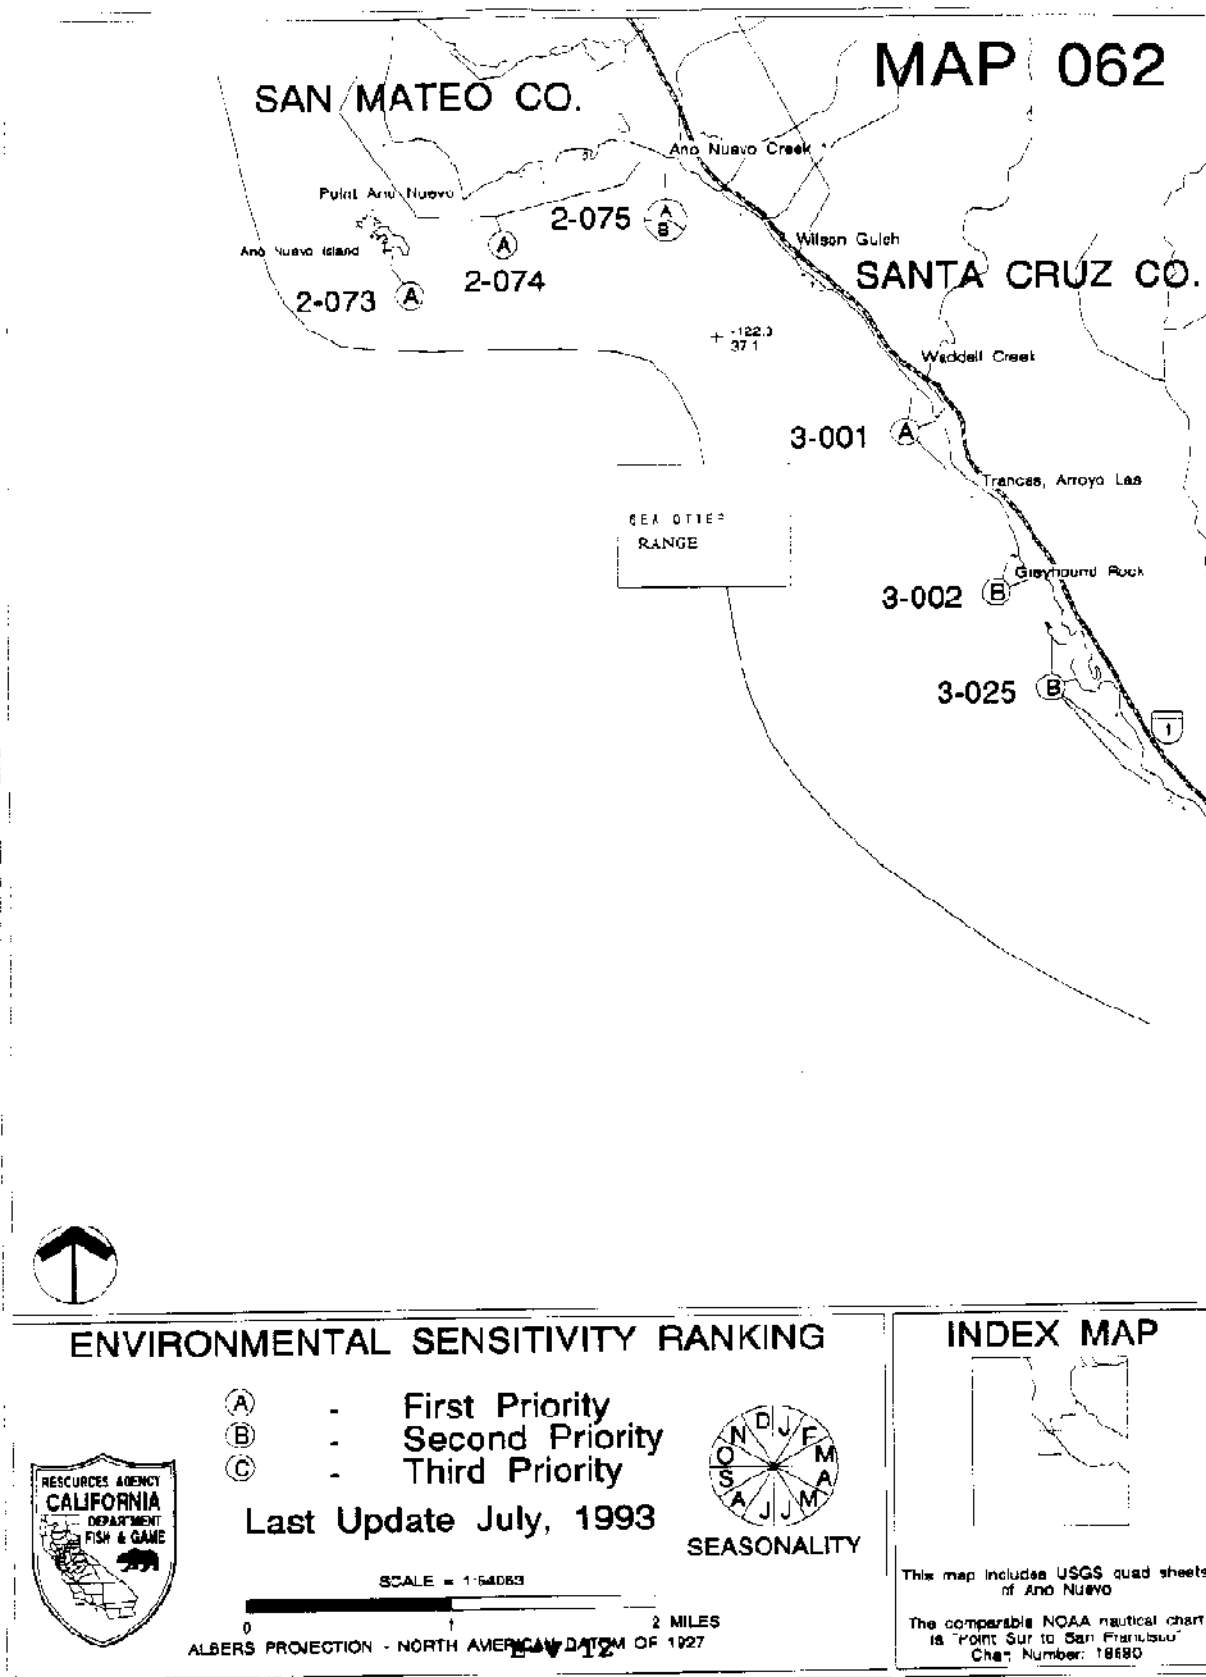 MAP 062
SAN MATEO CO.
Ano Nuevo Creek
Point Ano Nuevo
2-075
A
B
Ano Nuevo Island
A
2-074
2-073
A
Wilson Gulch
SANTA CRUZ CO.
-122.3
37.1
Waddell Creek
3-001
A
Trances, Arroyo Las
SEA OTTER
RANGE
Greyhound Rock
3-002
B
3-025
B
1
ENVIRONMENTAL SENSITIVITY RANKING
A - First Priority
B - Second Priority
C - Third Priority
Last Update July, 1993
RESOURCES AGENCY
CALIFORNIA
DEPARTMENT
FISH & GAME
D J F M A M J J A S O N
SEASONALITY
SCALE = 1:64063
0 1 2 MILES
ALBERS PROJECTION - NORTH AMERICAN DATUM OF 1927
INDEX MAP
This map includes USGS quad sheets
of Ano Nuevo
The comparable NOAA nautical chart
is "Point Sur to San Francisco"
Chart Number: 18680